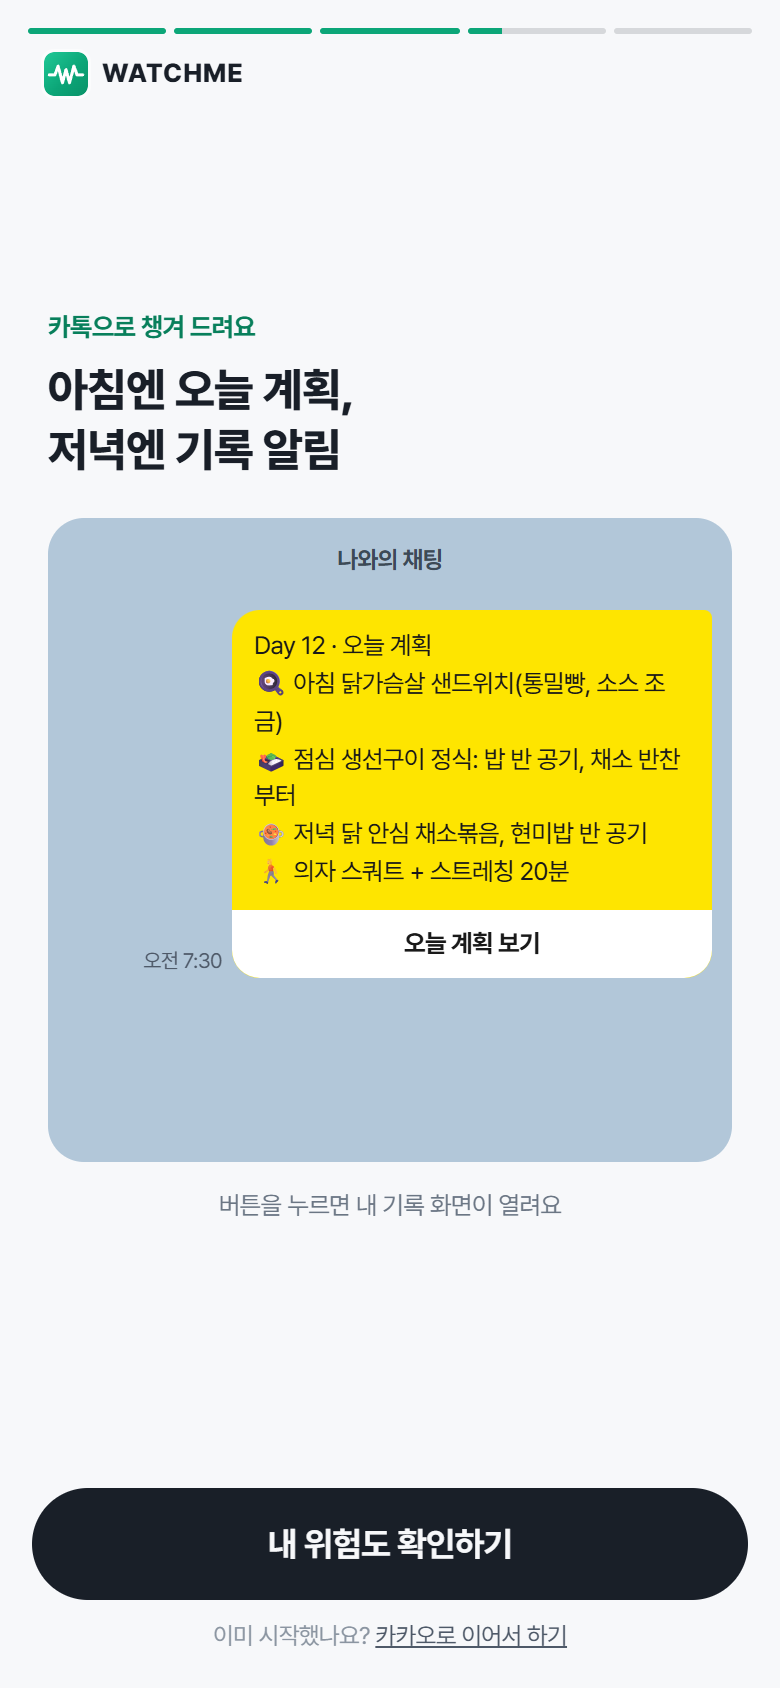 WATCHME
카톡으로 챙겨 드려요
아침엔 오늘 계획,
저녁엔 기록 알림
나와의 채팅
Day 12 · 오늘 계획
🍳 아침 닭가슴살 샌드위치(통밀빵, 소스 조
금)
🍱 점심 생선구이 정식: 밥 반 공기, 채소 반찬
부터
🍲 저녁 닭 안심 채소볶음, 현미밥 반 공기
🚶 의자 스쿼트 + 스트레칭 20분
오늘 계획 보기
오전 7:30
버튼을 누르면 내 기록 화면이 열려요
내 위험도 확인하기
이미 시작했나요? 카카오로 이어서 하기